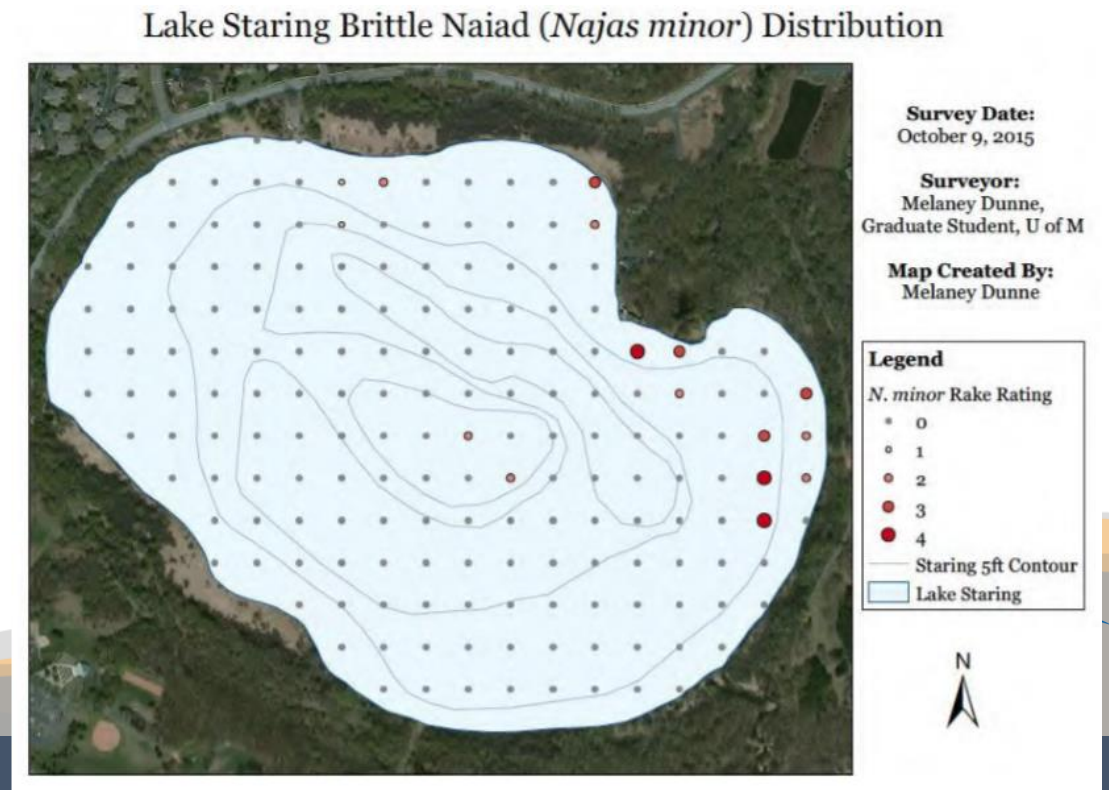 Lake Staring Brittle Naiad (Najas minor) Distribution
Survey Date:
October 9, 2015
Surveyor:
Melaney Dunne,
Graduate Student, U of M
Map Created By:
Melaney Dunne
Legend
N. minor Rake Rating
0
1
2
3
4
Staring 5ft Contour
Lake Staring
N